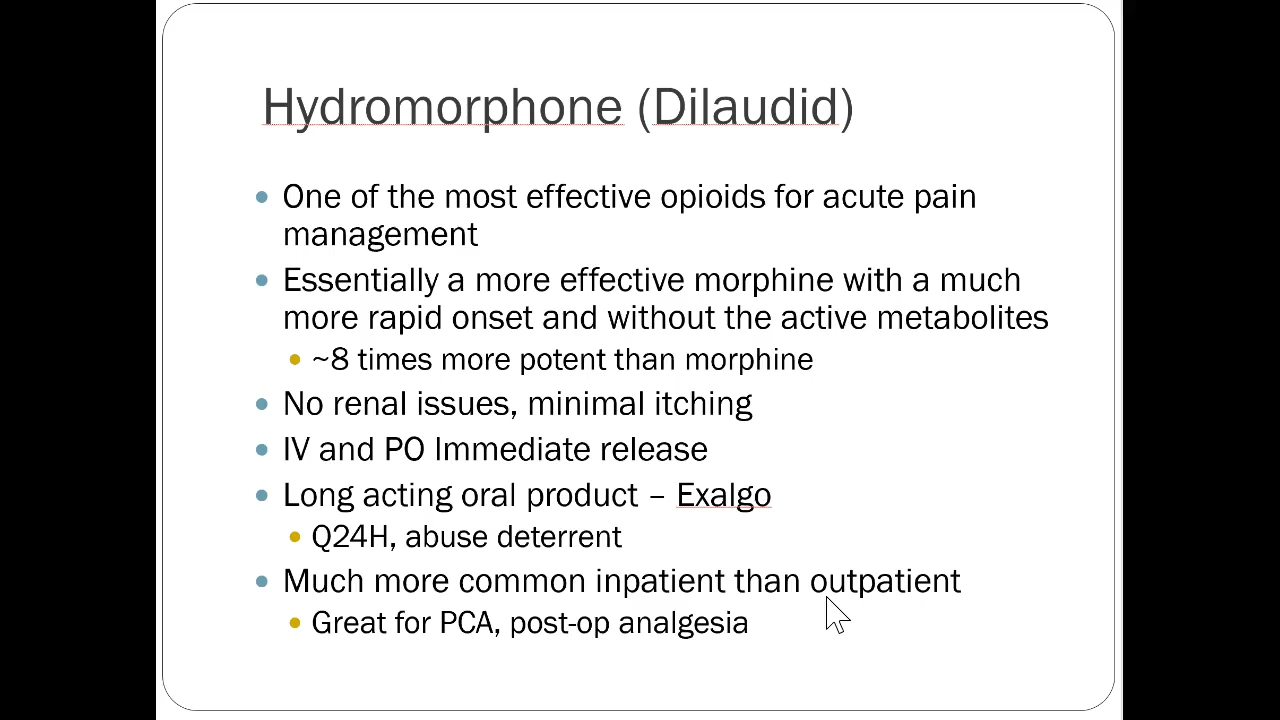 Hydromorphone (Dilaudid)
One of the most effective opioids for acute pain
management
Essentially a more effective morphine with a much
more rapid onset and without the active metabolites
~8 times more potent than morphine
No renal issues, minimal itching
IV and PO Immediate release
Long acting oral product – Exalgo
Q24H, abuse deterrent
Much more common inpatient than outpatient
Great for PCA, post-op analgesia